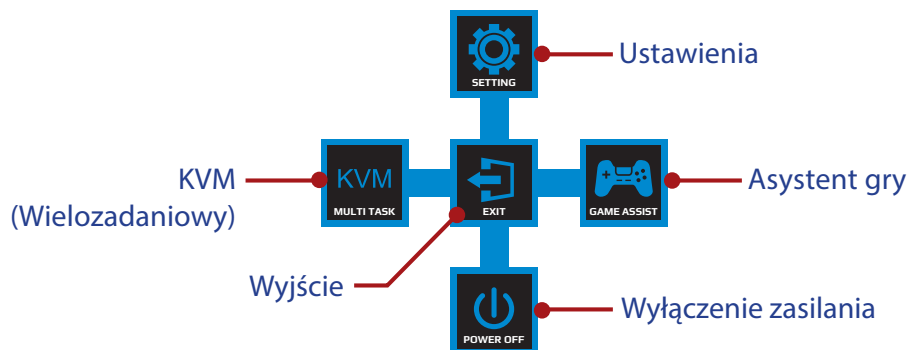 SETTING
Ustawienia
KVM
(Wielozadaniowy)
KVM
MULTI TASK
EXIT
GAME ASSIST
Asystent gry
Wyjście
POWER OFF
Wyłączenie zasilania